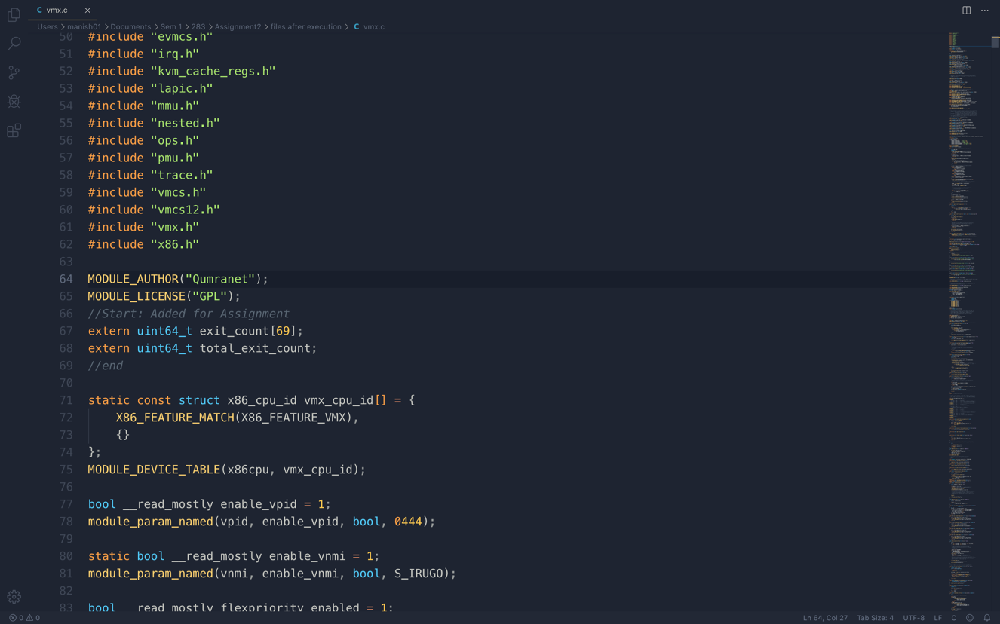 C vmx.c ×
Users > manish01 > Documents > Sem 1 > 283 > Assignment2 > files after execution > C vmx.c
50 #include "evmcs.h"
51 #include "irq.h"
52 #include "kvm_cache_regs.h"
53 #include "lapic.h"
54 #include "mmu.h"
55 #include "nested.h"
56 #include "ops.h"
57 #include "pmu.h"
58 #include "trace.h"
59 #include "vmcs.h"
60 #include "vmcs12.h"
61 #include "vmx.h"
62 #include "x86.h"
63
64 MODULE_AUTHOR("Qumranet");
65 MODULE_LICENSE("GPL");
66 //Start: Added for Assignment
67 extern uint64_t exit_count[69];
68 extern uint64_t total_exit_count;
69 //end
70
71 static const struct x86_cpu_id vmx_cpu_id[] = {
72     X86_FEATURE_MATCH(X86_FEATURE_VMX),
73     {}
74 };
75 MODULE_DEVICE_TABLE(x86cpu, vmx_cpu_id);
76
77 bool __read_mostly enable_vpid = 1;
78 module_param_named(vpid, enable_vpid, bool, 0444);
79
80 static bool __read_mostly enable_vnmi = 1;
81 module_param_named(vnmi, enable_vnmi, bool, S_IRUGO);
82
83 bool __read_mostly flexpriority_enabled = 1;
0 0 Ln 64, Col 27 Tab Size: 4 UTF-8 LF C